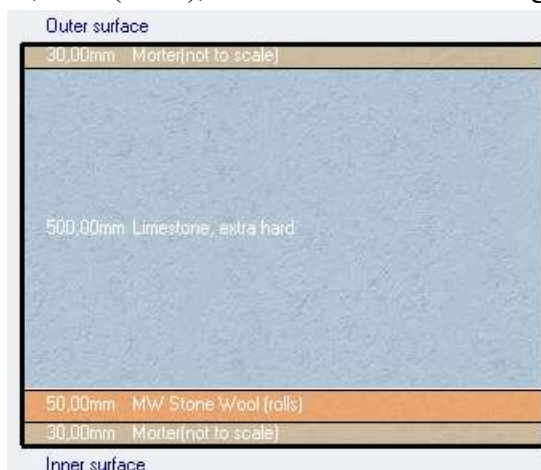 Outer surface
30,00mm Morter(not to scale)
500,00mm Limestone, extra hard
50,00mm MW Stone Wool (rolls)
30,00mm Morter(not to scale)
Inner surface